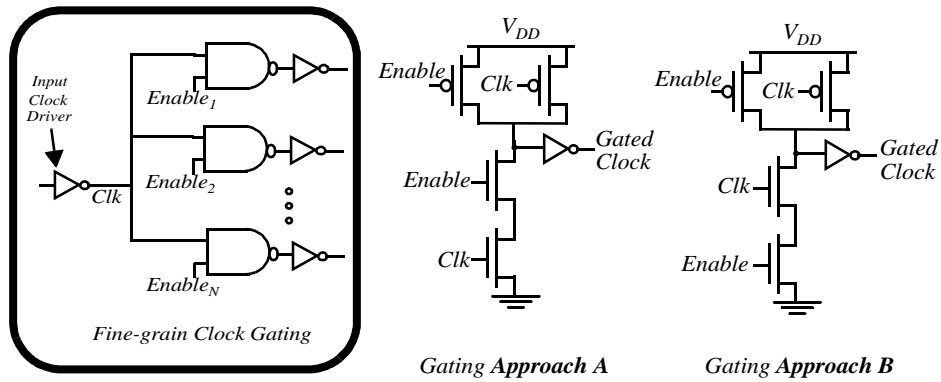 Input
Clock
Driver
Clk
Enable1
Enable2
EnableN
Fine-grain Clock Gating
VDD
Enable
Clk
Gated
Clock
Enable
Clk
Gating Approach A
VDD
Enable
Clk
Gated
Clock
Clk
Enable
Gating Approach B